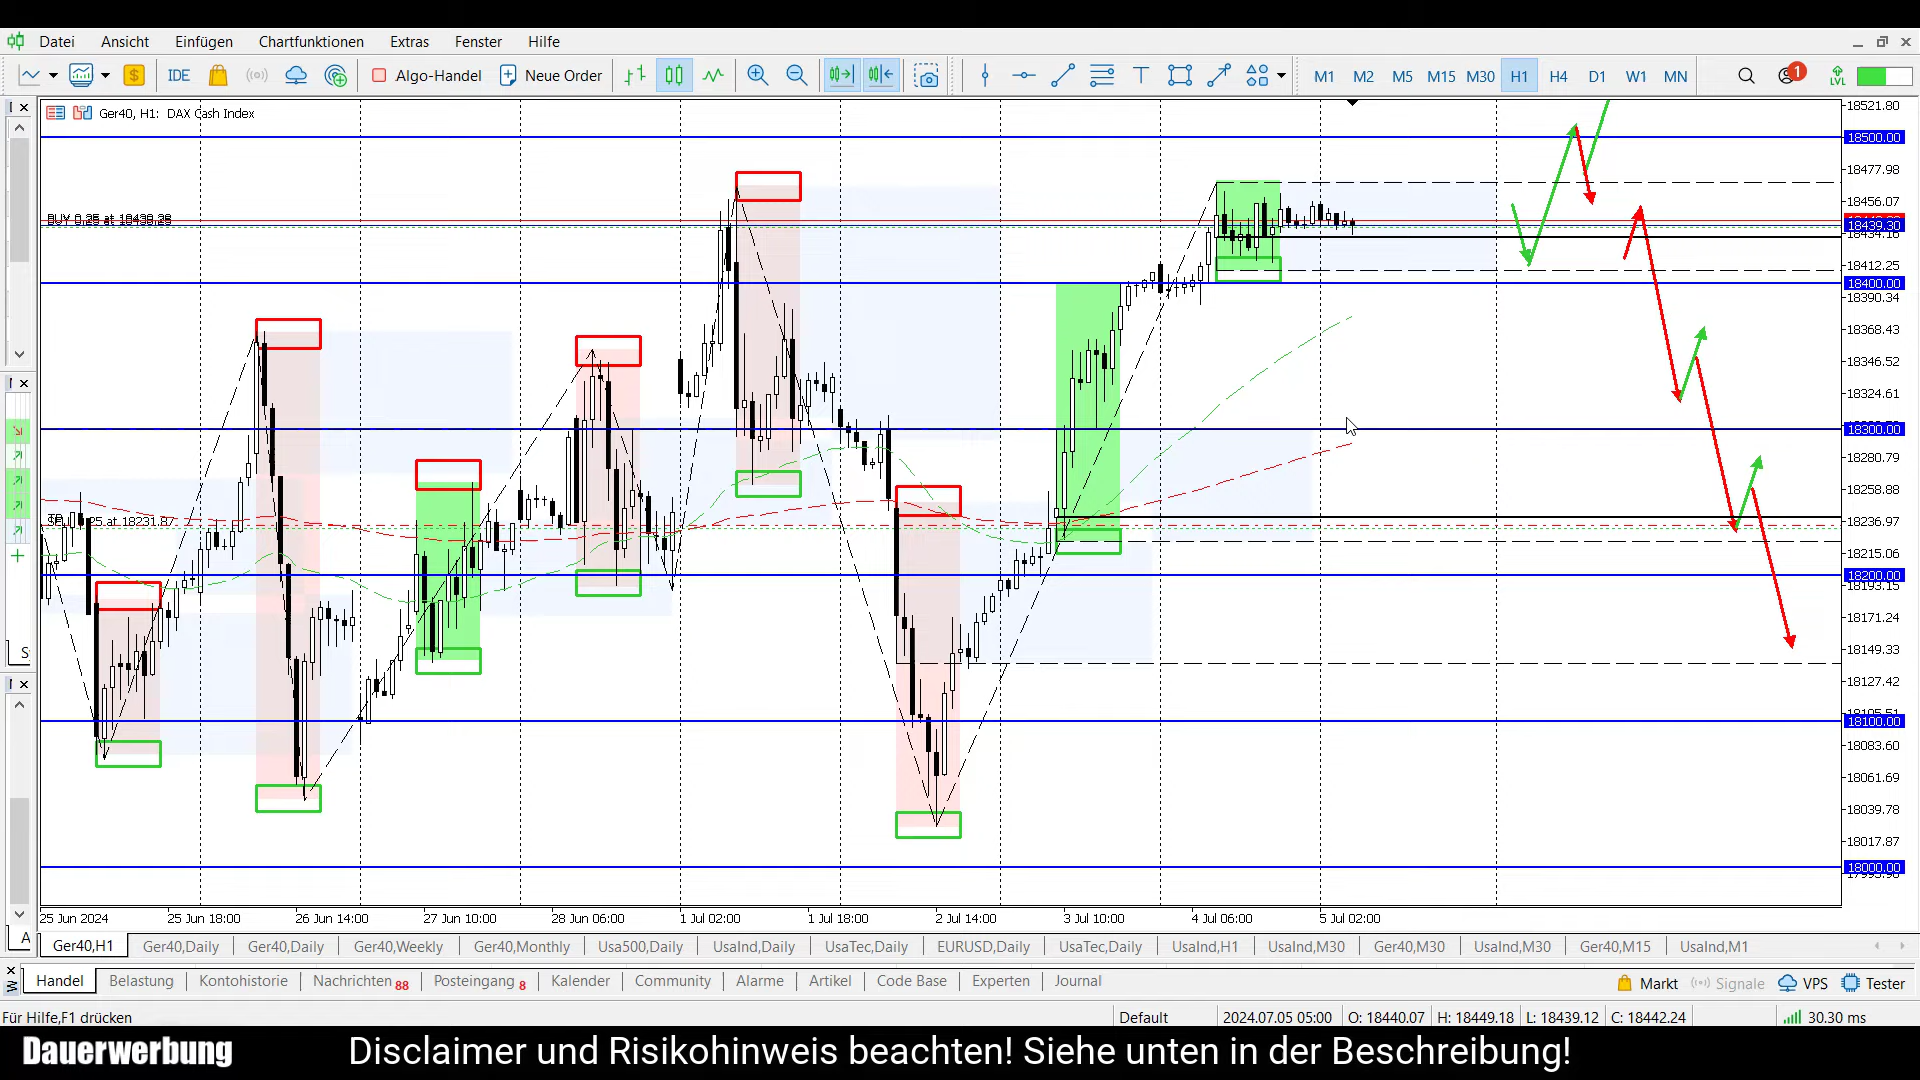 Datei Ansicht Einfügen Chartfunktionen Extras Fenster Hilfe
IDE Algo-Handel Neue Order M1 M2 M5 M15 M30 H1 H4 D1 W1 MN 1 LVL
Ger40, H1: DAX Cash Index
18521.80
18500.00
18477.98
18456.07
BUY 0.25 at 18439.26
18439.30
18412.25
18400.00
18390.34
18368.43
18346.52
18324.61
18300.00
18280.79
18258.88
25 at 18231.87
18236.97
18215.06
18200.00
18193.15
18171.24
18149.33
18127.42
18100.00
18083.60
18061.69
18039.78
18017.87
18000.00
25 Jun 2024 25 Jun 18:00 26 Jun 14:00 27 Jun 10:00 28 Jun 06:00 1 Jul 02:00 1 Jul 18:00 2 Jul 14:00 3 Jul 10:00 4 Jul 06:00 5 Jul 02:00
Ger40,H1 Ger40,Daily Ger40,Daily Ger40,Weekly Ger40,Monthly Usa500,Daily UsaInd,Daily UsaTec,Daily EURUSD,Daily UsaTec,Daily UsaInd,H1 UsaInd,M30 Ger40,M30 UsaInd,M30 Ger40,M15 UsaInd,M1
Handel Belastung Kontohistorie Nachrichten 88 Posteingang 8 Kalender Community Alarme Artikel Code Base Experten Journal Markt Signale VPS Tester
Für Hilfe,F1 drücken Default 2024.07.05 05:00 O: 18440.07 H: 18449.18 L: 18439.12 C: 18442.24 30.30 ms
Dauerwerbung Disclaimer und Risikohinweis beachten! Siehe unten in der Beschreibung!